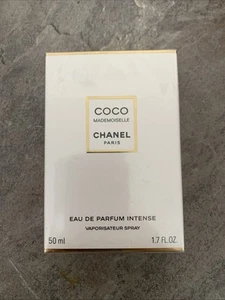 COCO
MADEMOISELLE
CHANEL
PARIS
EAU DE PARFUM INTENSE
VAPORISATEUR SPRAY
50 ml 1.7 FL.OZ.